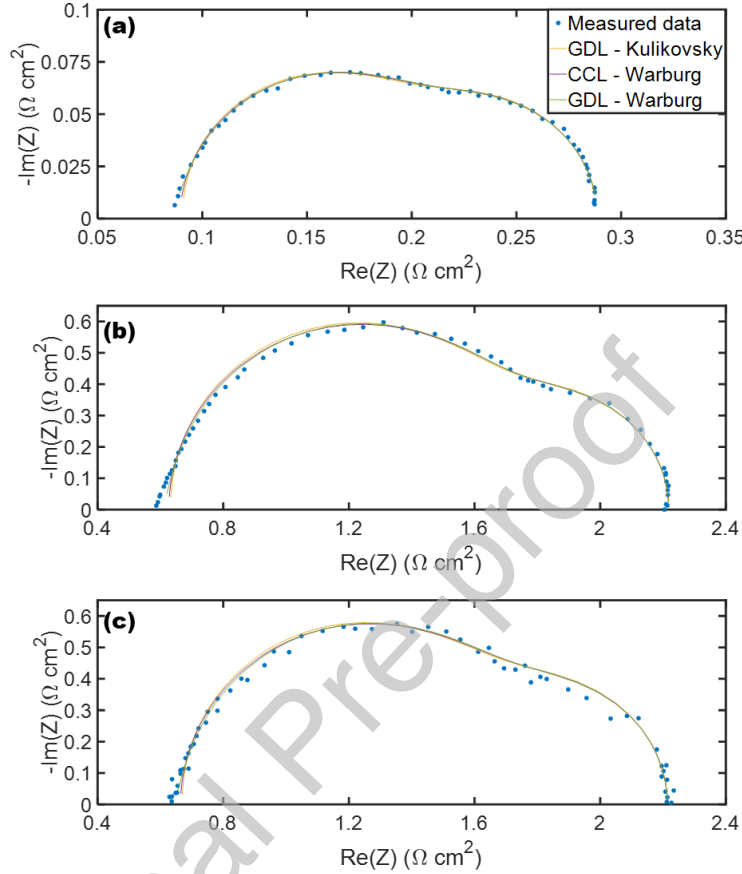 (a)
Measured data
GDL - Kulikovsky
CCL - Warburg
GDL - Warburg
0.1
0.075
0.05
0.025
0
-Im(Z) (Ω cm²)
0.05 0.1 0.15 0.2 0.25 0.3 0.35
Re(Z) (Ω cm²)
(b)
0.6
0.5
0.4
0.3
0.2
0.1
0
-Im(Z) (Ω cm²)
0.4 0.8 1.2 1.6 2 2.4
Re(Z) (Ω cm²)
(c)
0.6
0.5
0.4
0.3
0.2
0.1
0
-Im(Z) (Ω cm²)
0.4 0.8 1.2 1.6 2 2.4
Re(Z) (Ω cm²)
nal Pre-proof